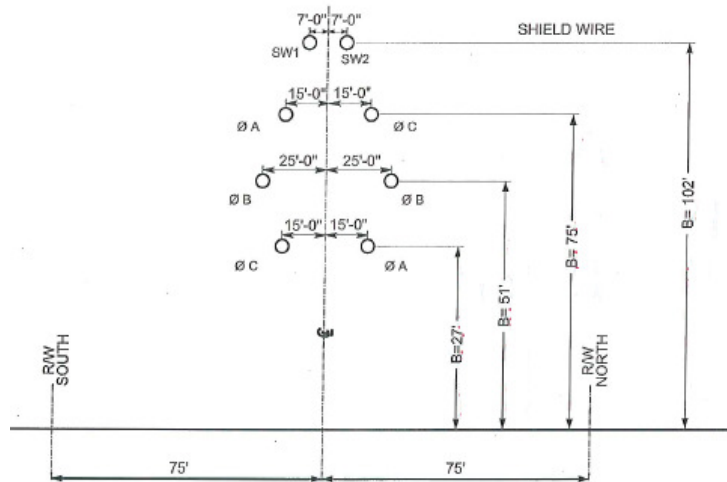 7'-0" 7'-0"
SHIELD WIRE
SW1 SW2
15'-0" 15'-0"
Ø A Ø C
25'-0" 25'-0"
Ø B Ø B
15'-0" 15'-0"
Ø C Ø A
B=27'
B= 51'
B= 75'
B= 102'
℄
R/W
SOUTH
R/W
NORTH
75' 75'